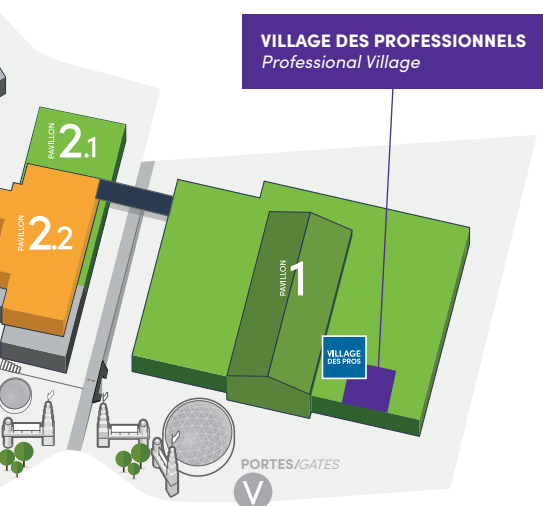 VILLAGE DES PROFESSIONNELS
Professional Village
PAVILLON 2.1
PAVILLON 2.2
PAVILLON 1
VILLAGE
DES PROS
PORTES/GATES
V